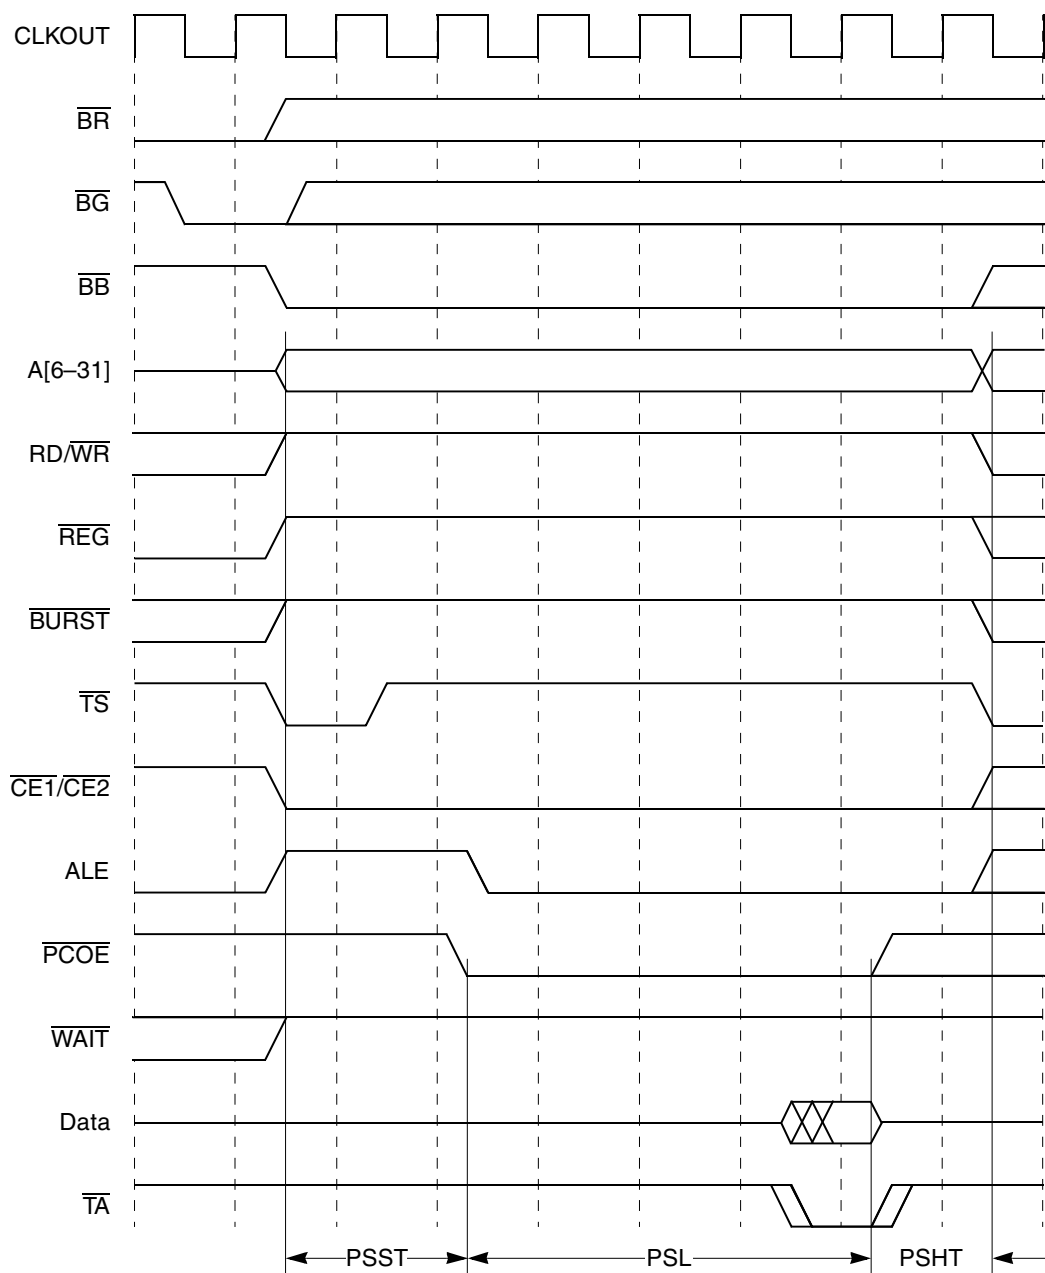 CLKOUT
BR
BG
BB
A[6–31]
RD/WR
REG
BURST
TS
CE1/CE2
ALE
PCOE
WAIT
Data
TA
PSST PSL PSHT